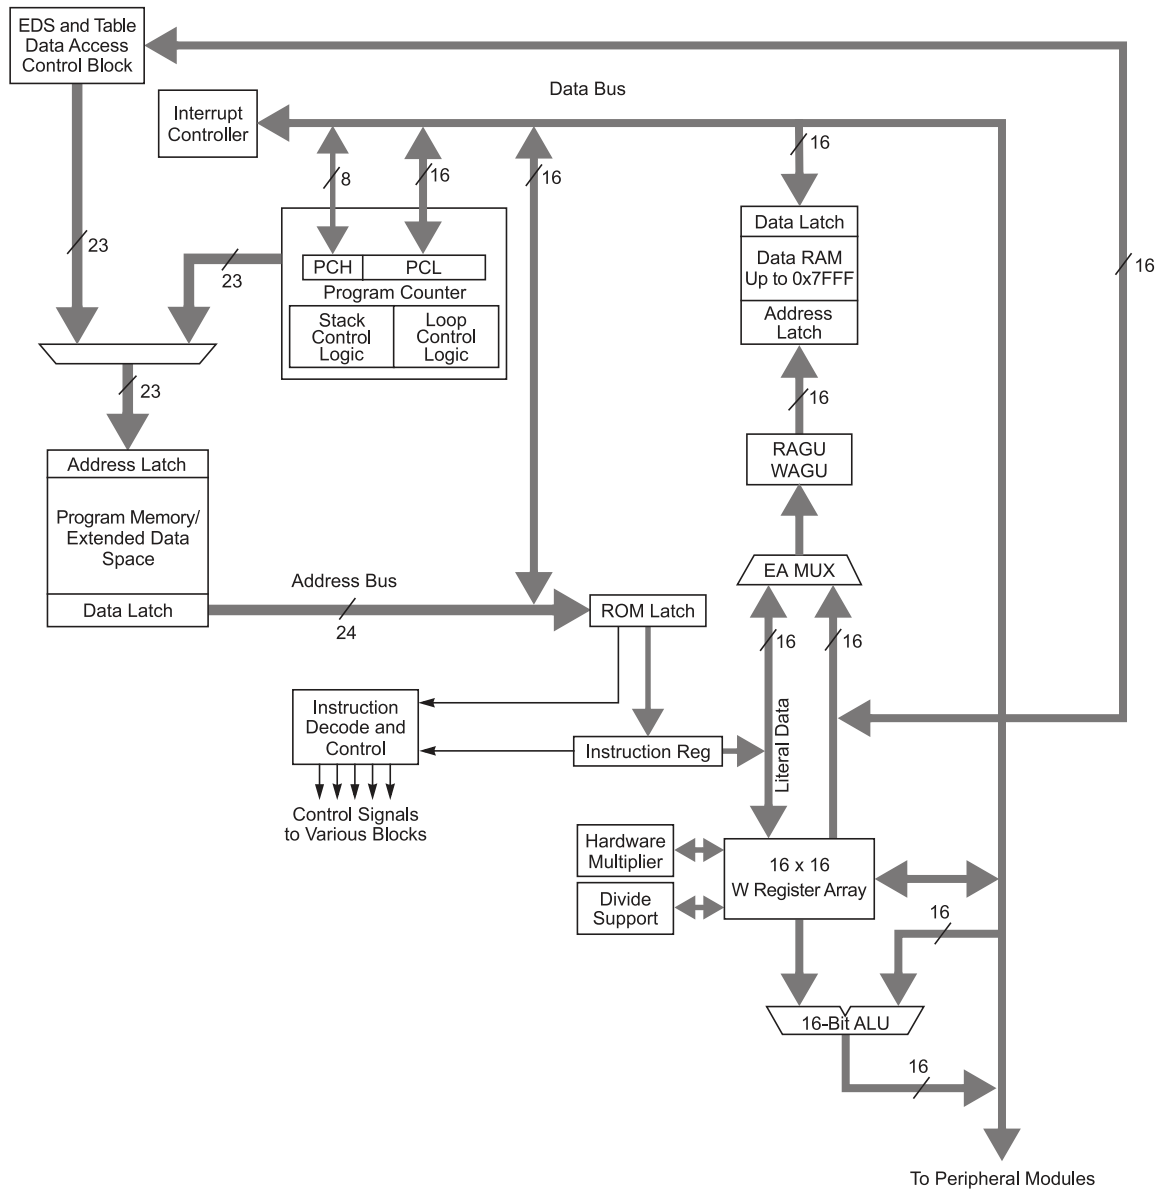 EDS and Table
Data Access
Control Block
Data Bus
Interrupt
Controller
8
16
16
16
23
23
PCH
PCL
Program Counter
Stack
Control
Logic
Loop
Control
Logic
Data Latch
Data RAM
Up to 0x7FFF
Address
Latch
16
23
16
RAGU
WAGU
Address Latch
Program Memory/
Extended Data
Space
Data Latch
Address Bus
24
EA MUX
ROM Latch
16
16
Instruction
Decode and
Control
Instruction Reg
Literal Data
Control Signals
to Various Blocks
Hardware
Multiplier
Divide
Support
16 x 16
W Register Array
16
16-Bit ALU
16
To Peripheral Modules